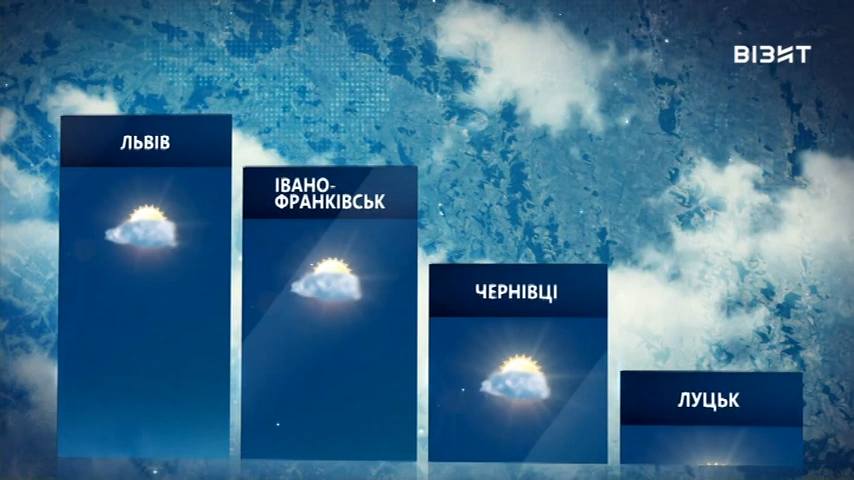 ВІЗИТ
ЛЬВІВ
ІВАНО-
ФРАНКІВСЬК
ЧЕРНІВЦІ
ЛУЦЬК